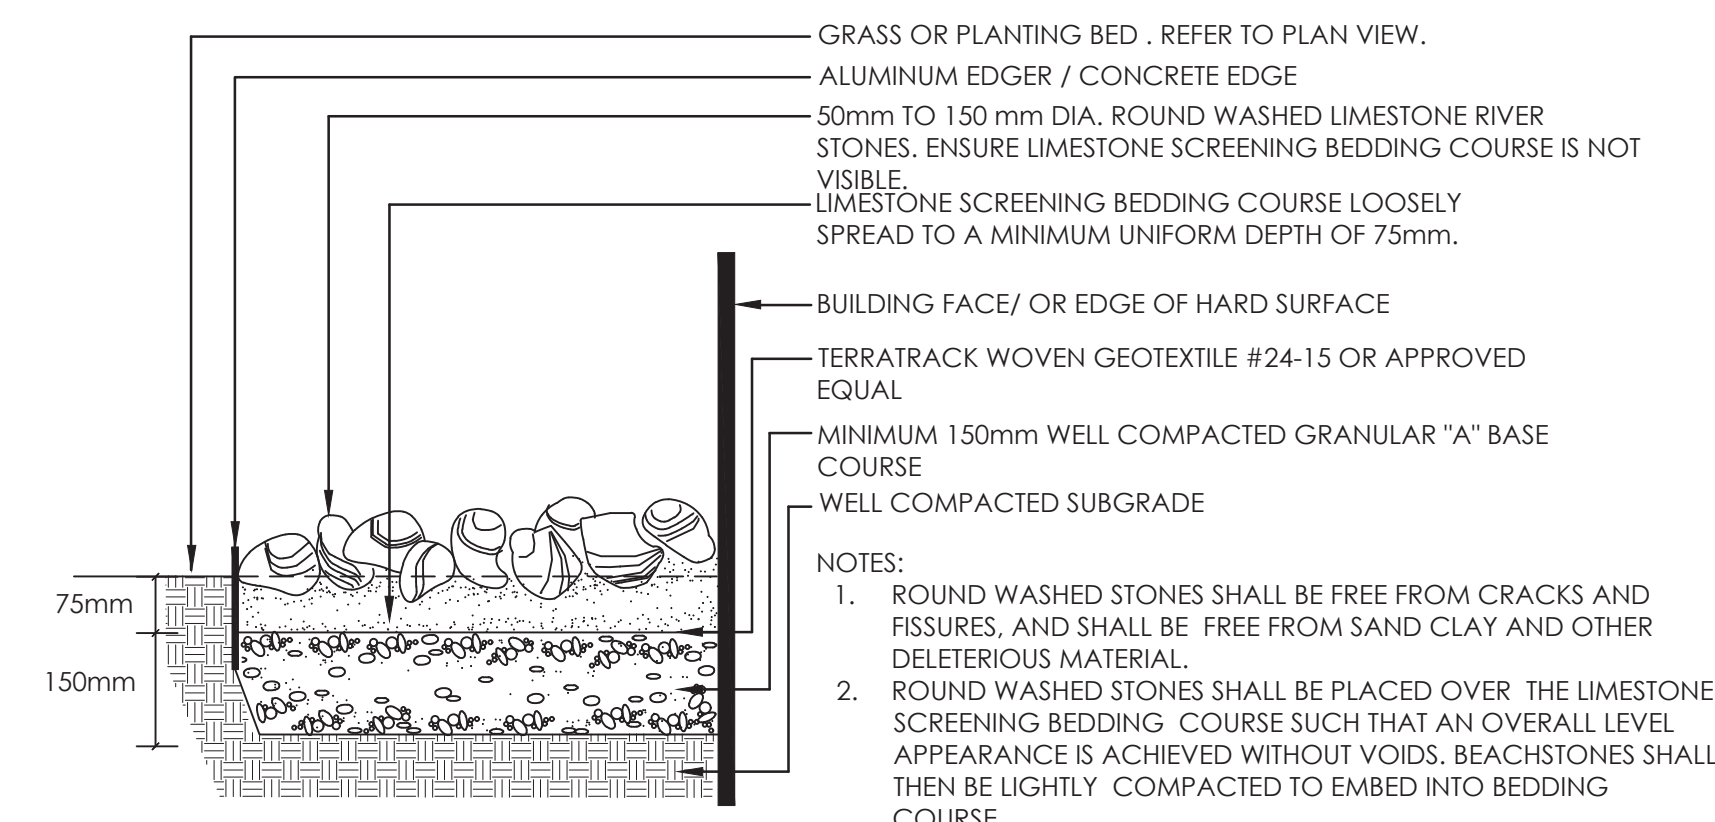 GRASS OR PLANTING BED . REFER TO PLAN VIEW.
ALUMINUM EDGER / CONCRETE EDGE
50mm TO 150 mm DIA. ROUND WASHED LIMESTONE RIVER
STONES. ENSURE LIMESTONE SCREENING BEDDING COURSE IS NOT
VISIBLE.
LIMESTONE SCREENING BEDDING COURSE LOOSELY
SPREAD TO A MINIMUM UNIFORM DEPTH OF 75mm.
BUILDING FACE/ OR EDGE OF HARD SURFACE
TERRATRACK WOVEN GEOTEXTILE #24-15 OR APPROVED
EQUAL
MINIMUM 150mm WELL COMPACTED GRANULAR "A" BASE
COURSE
WELL COMPACTED SUBGRADE
75mm
150mm
NOTES:
1. ROUND WASHED STONES SHALL BE FREE FROM CRACKS AND
FISSURES, AND SHALL BE FREE FROM SAND CLAY AND OTHER
DELETERIOUS MATERIAL.
2. ROUND WASHED STONES SHALL BE PLACED OVER THE LIMESTONE
SCREENING BEDDING COURSE SUCH THAT AN OVERALL LEVEL
APPEARANCE IS ACHIEVED WITHOUT VOIDS. BEACHSTONES SHALL
THEN BE LIGHTLY COMPACTED TO EMBED INTO BEDDING
COURSE